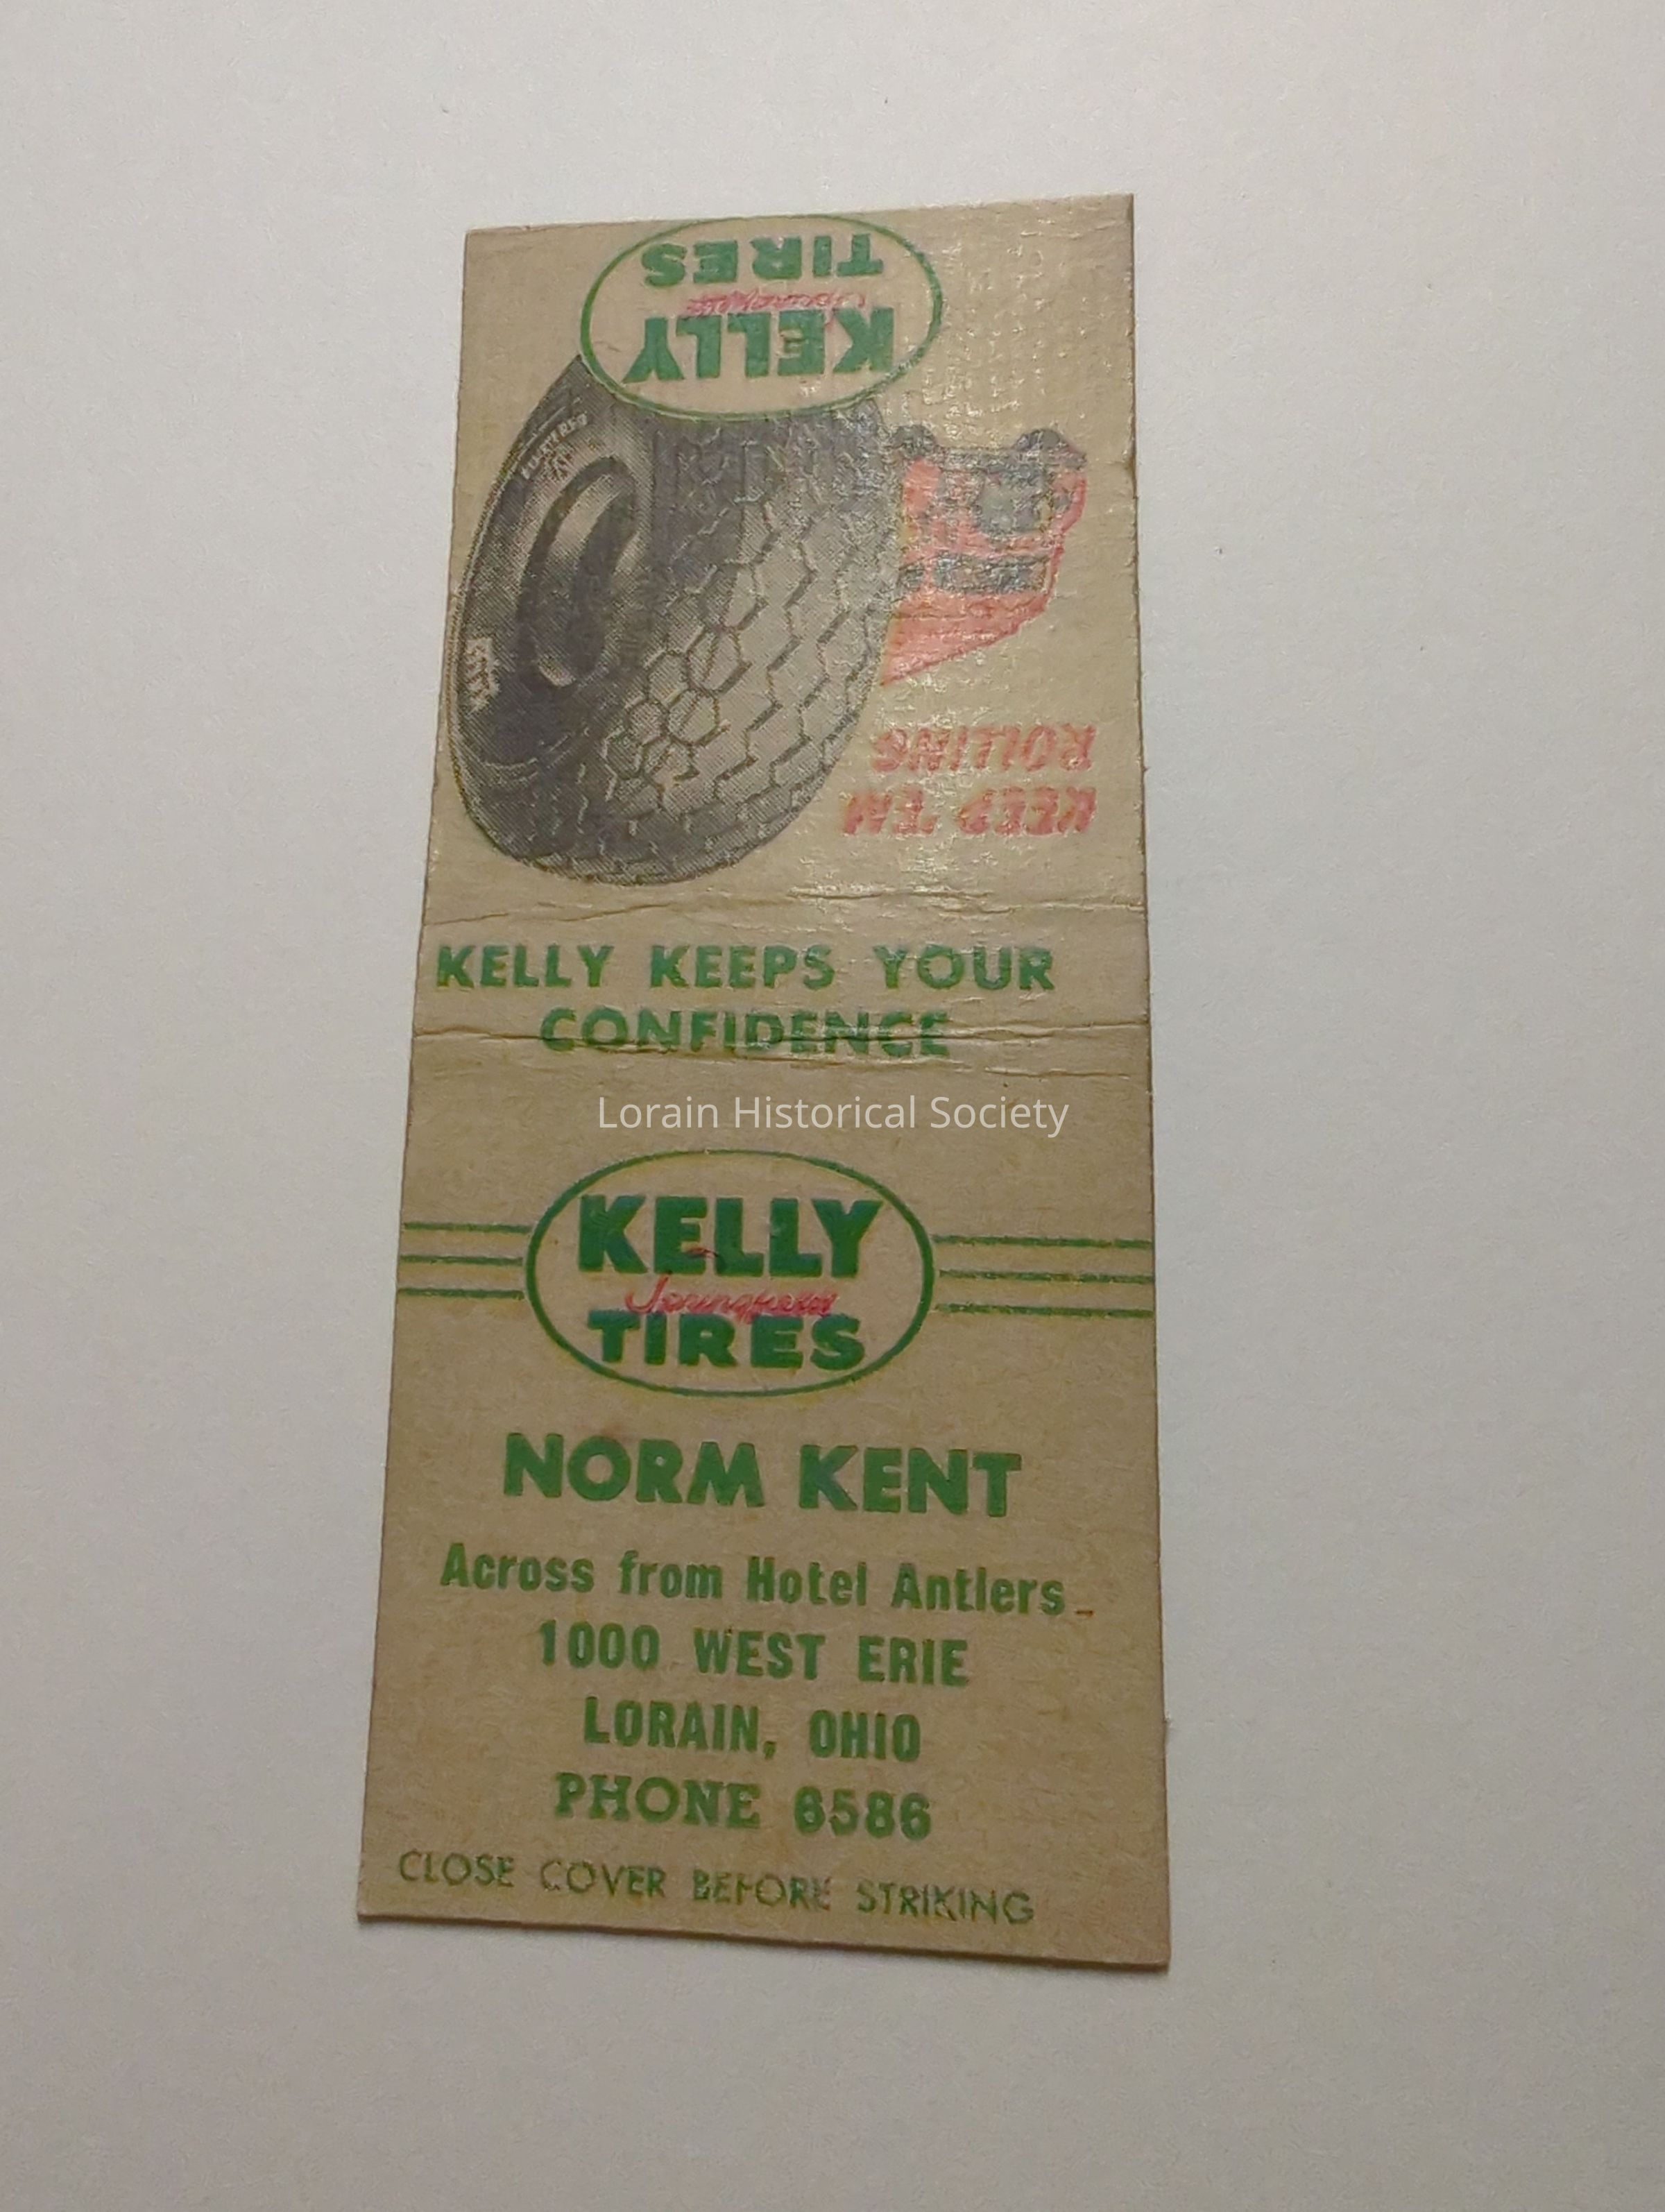 KELLY
Springfield
TIRES
KEEP 'EM
ROLLING
KELLY KEEPS YOUR
CONFIDENCE
Lorain Historical Society
KELLY
Springfield
TIRES
NORM KENT
Across from Hotel Antlers
1000 WEST ERIE
LORAIN, OHIO
PHONE 6586
CLOSE COVER BEFORE STRIKING